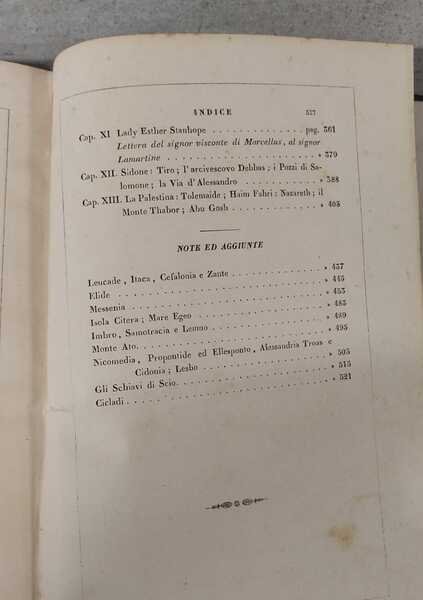 INDICE 527
Cap. XI Lady Esther Stanhope . . . . . . . . . . . . pag. 361
Lettera del signor visconte di Marcellus, al signor
Lamartine . . . . . . . . . . . . . . . . . . » 379
Cap. XII. Sidone : Tiro ; l'arcivescovo Debbas ; i Pozzi di Sa-
lomone ; la Via d'Alessandro . . . . . . . . . . » 388
Cap. XIII. La Palestina : Tolemaide ; Haim Fahri : Nazareth ; il
Monte Thabor ; Abu Gosh . . . . . . . . . . . » 405
NOTE ED AGGIUNTE
Leucade , Itaca, Cefalonia e Zante . . . . . . . . . . » 437
Elide . . . . . . . . . . . . . . . . . . . . » 445
Messenia . . . . . . . . . . . . . . . . . . . » 453
Isola Citera ; Mare Egeo . . . . . . . . . . . . . » 483
Imbro , Samotracia e Lemno . . . . . . . . . . . . » 489
Monte Ato. . . . . . . . . . . . . . . . . . . » 495
Nicomedia , Propontide ed Ellesponto , Alessandria Troas e
Cidonia ; Lesbo . . . . . . . . . . . . . . . » 505
Gli Schiavi di Scio. . . . . . . . . . . . . . . . » 515
Cicladi . . . . . . . . . . . . . . . . . . . . » 521